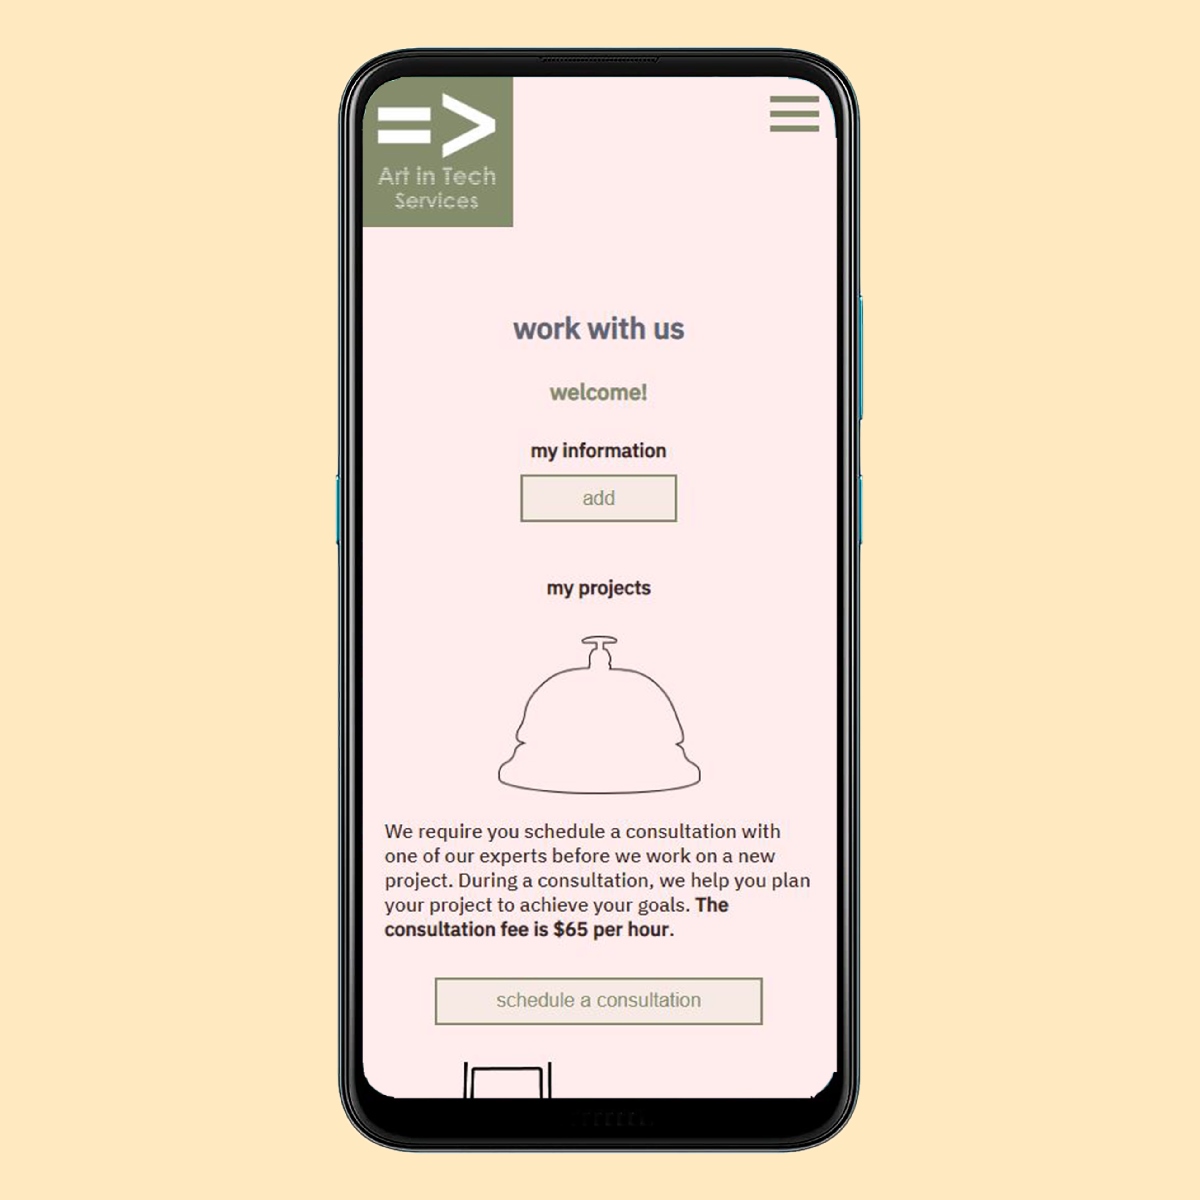 =>
Art in Tech
Services
work with us
welcome!
my information
add
my projects
We require you schedule a consultation with
one of our experts before we work on a new
project. During a consultation, we help you plan
your project to achieve your goals. The
consultation fee is $65 per hour.
schedule a consultation